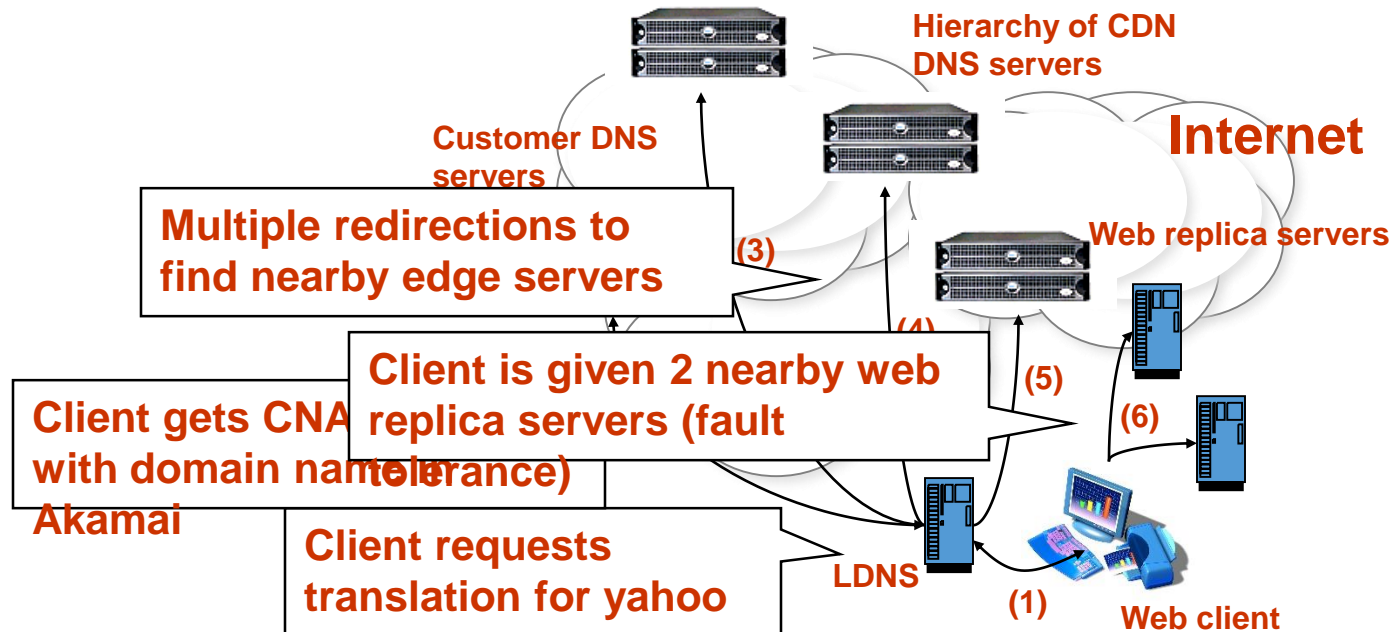 Hierarchy of CDN
DNS servers
Internet
Customer DNS
servers
Multiple redirections to
find nearby edge servers
(3)
Web replica servers
(4)
Client is given 2 nearby web
replica servers (fault
tolerance)
(5)
(6)
Client gets
with domain name in
Akamai
Client requests
translation for yahoo
LDNS
(1)
Web client